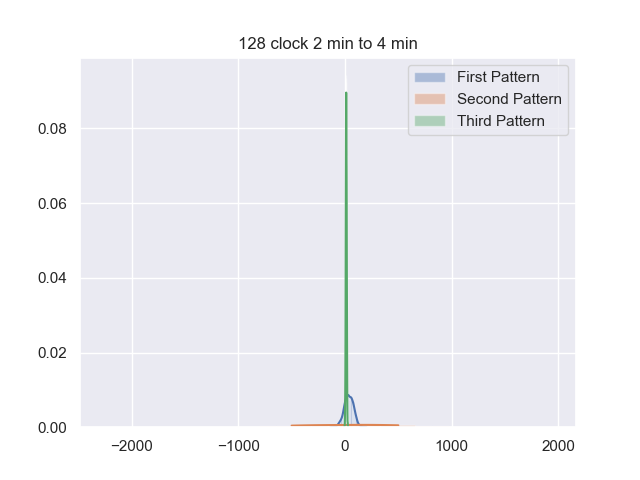 128 clock 2 min to 4 min
First Pattern
Second Pattern
Third Pattern
0.08
0.06
0.04
0.02
0.00
−2000 −1000 0 1000 2000